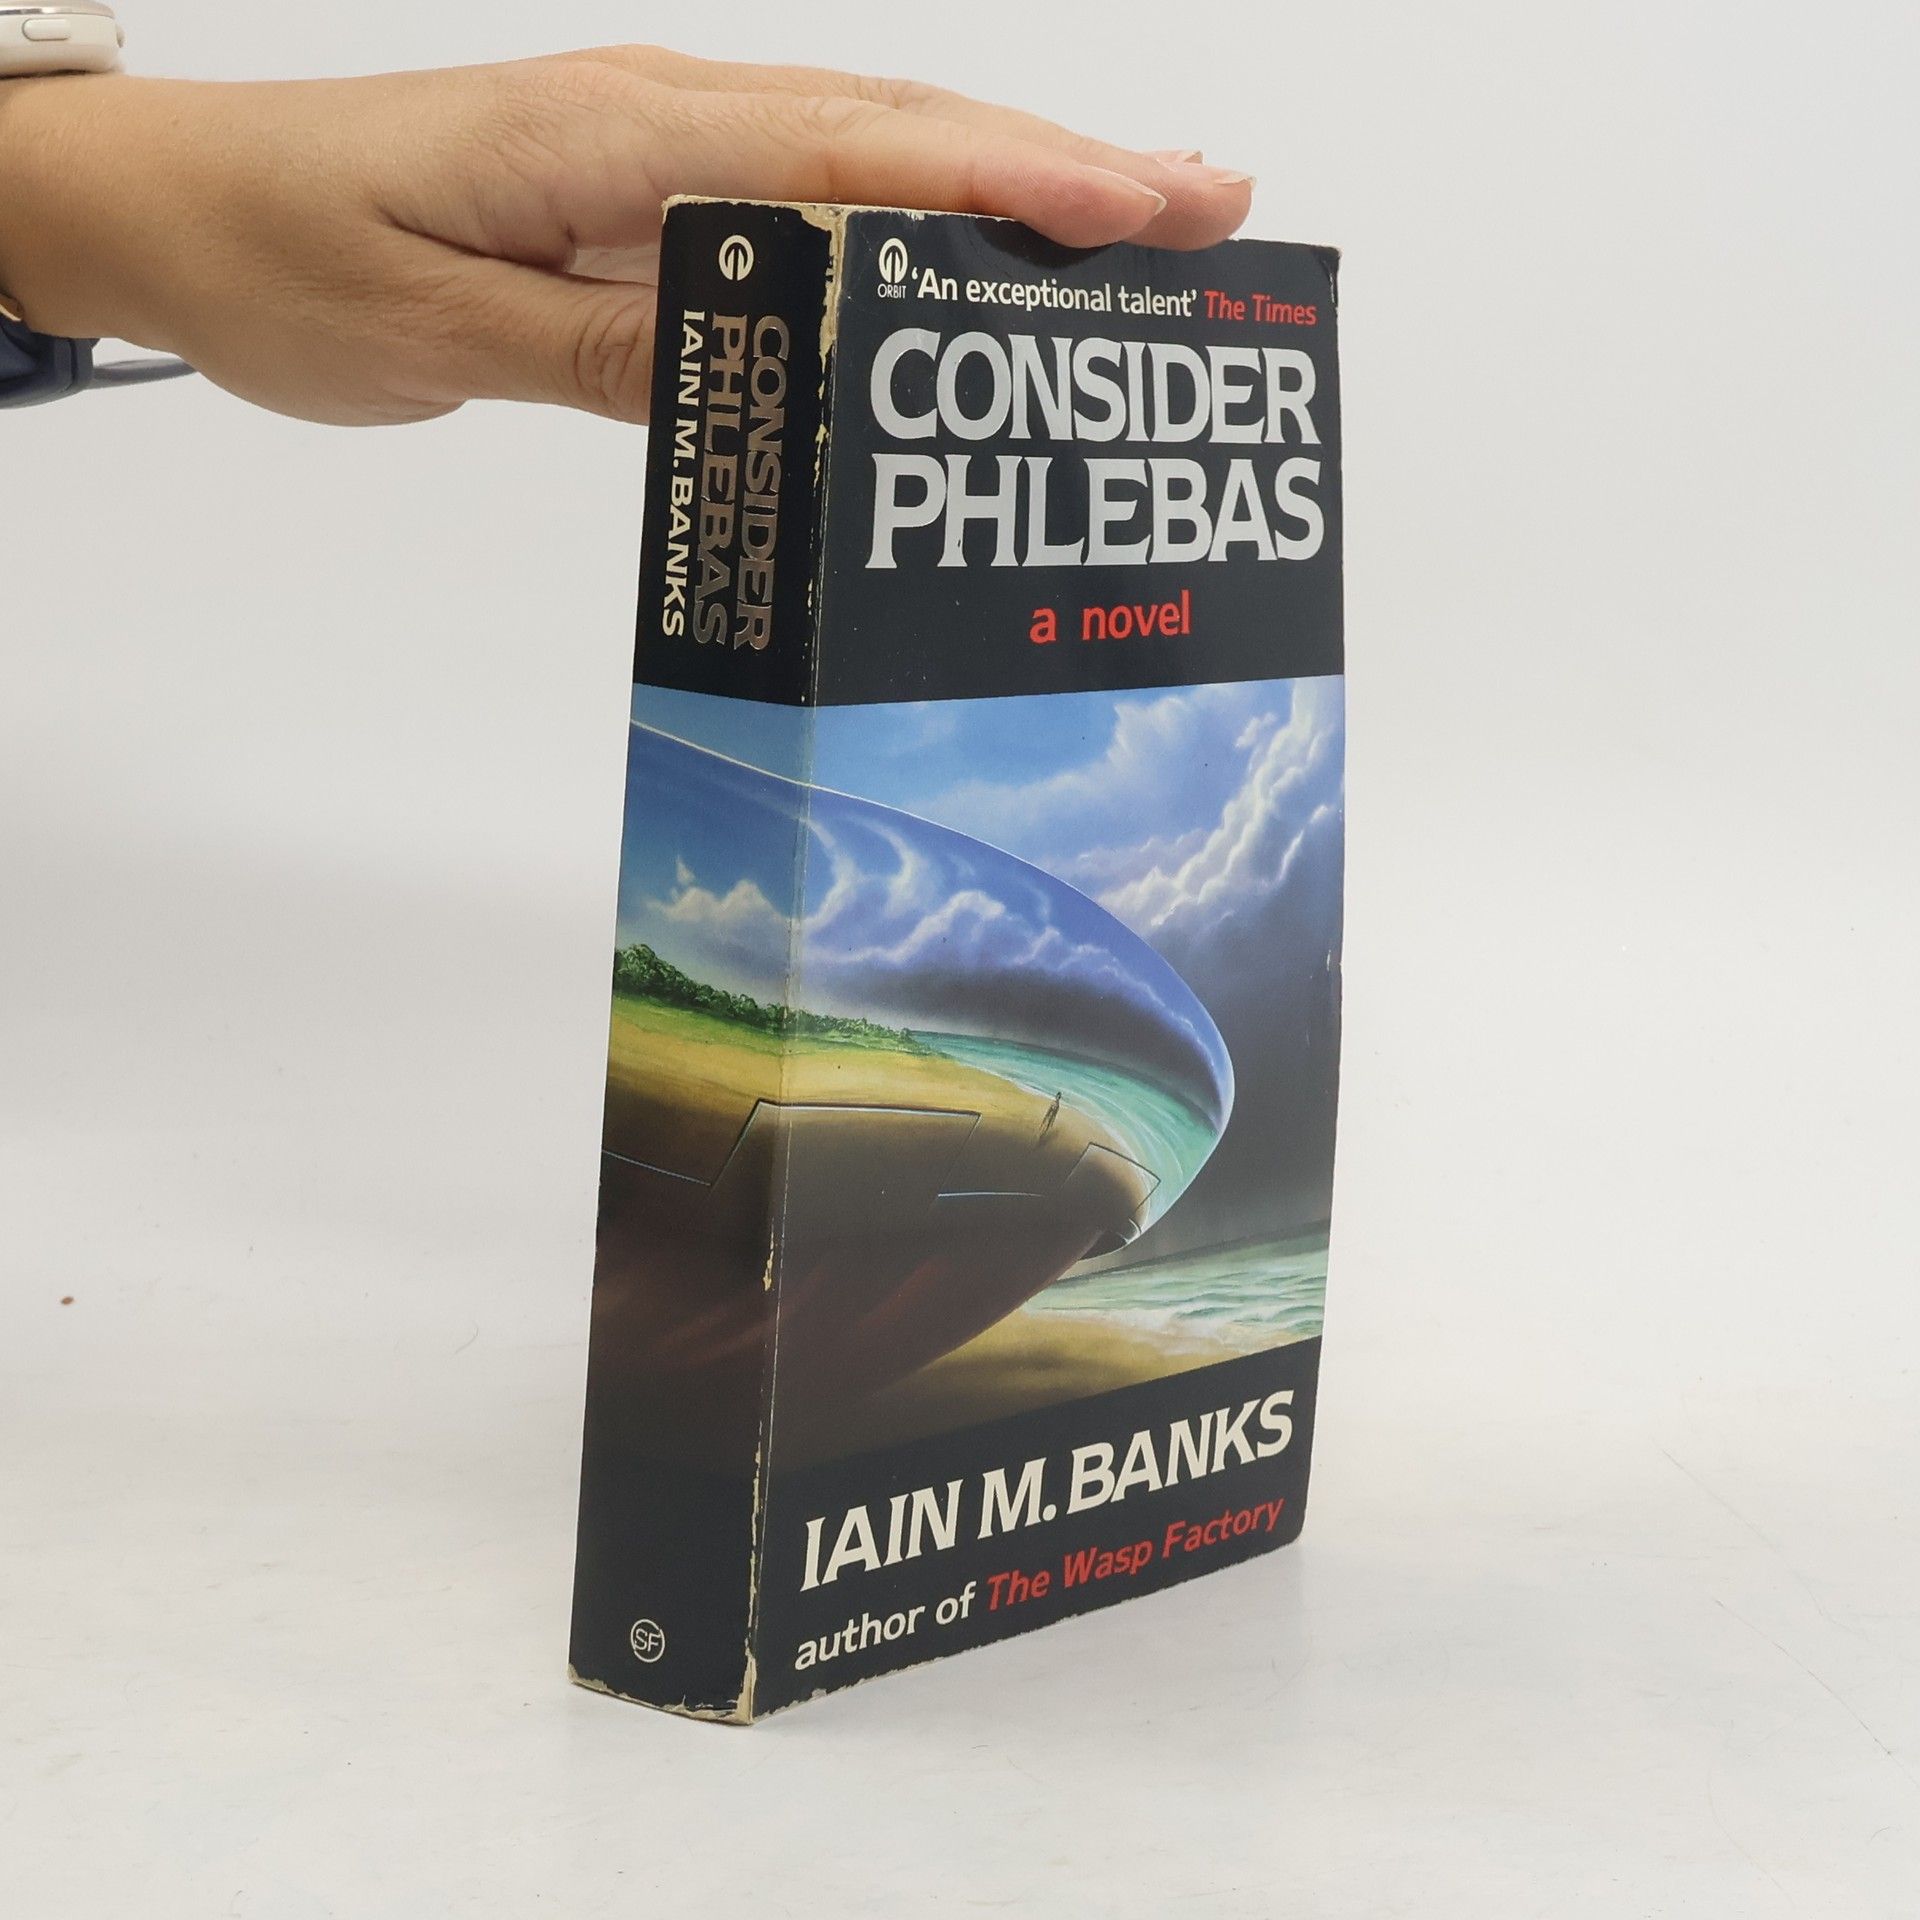 CONSIDER
PHLEBAS
IAIN M. BANKS
SF
ORBIT
'An exceptional talent' The Times
CONSIDER
PHLEBAS
a novel
IAIN M. BANKS
author of The Wasp Factory